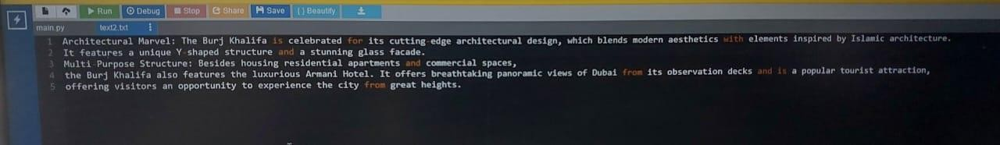 Run Debug Stop Share Save {} Beautify
main.py text2.txt
1 Architectural Marvel: The Burj Khalifa is celebrated for its cutting-edge architectural design, which blends modern aesthetics with elements inspired by Islamic architecture.
2 It features a unique Y-shaped structure and a stunning glass facade.
3 Multi-Purpose Structure: Besides housing residential apartments and commercial spaces,
4 the Burj Khalifa also features the luxurious Armani Hotel. It offers breathtaking panoramic views of Dubai from its observation decks and is a popular tourist attraction,
5 offering visitors an opportunity to experience the city from great heights.